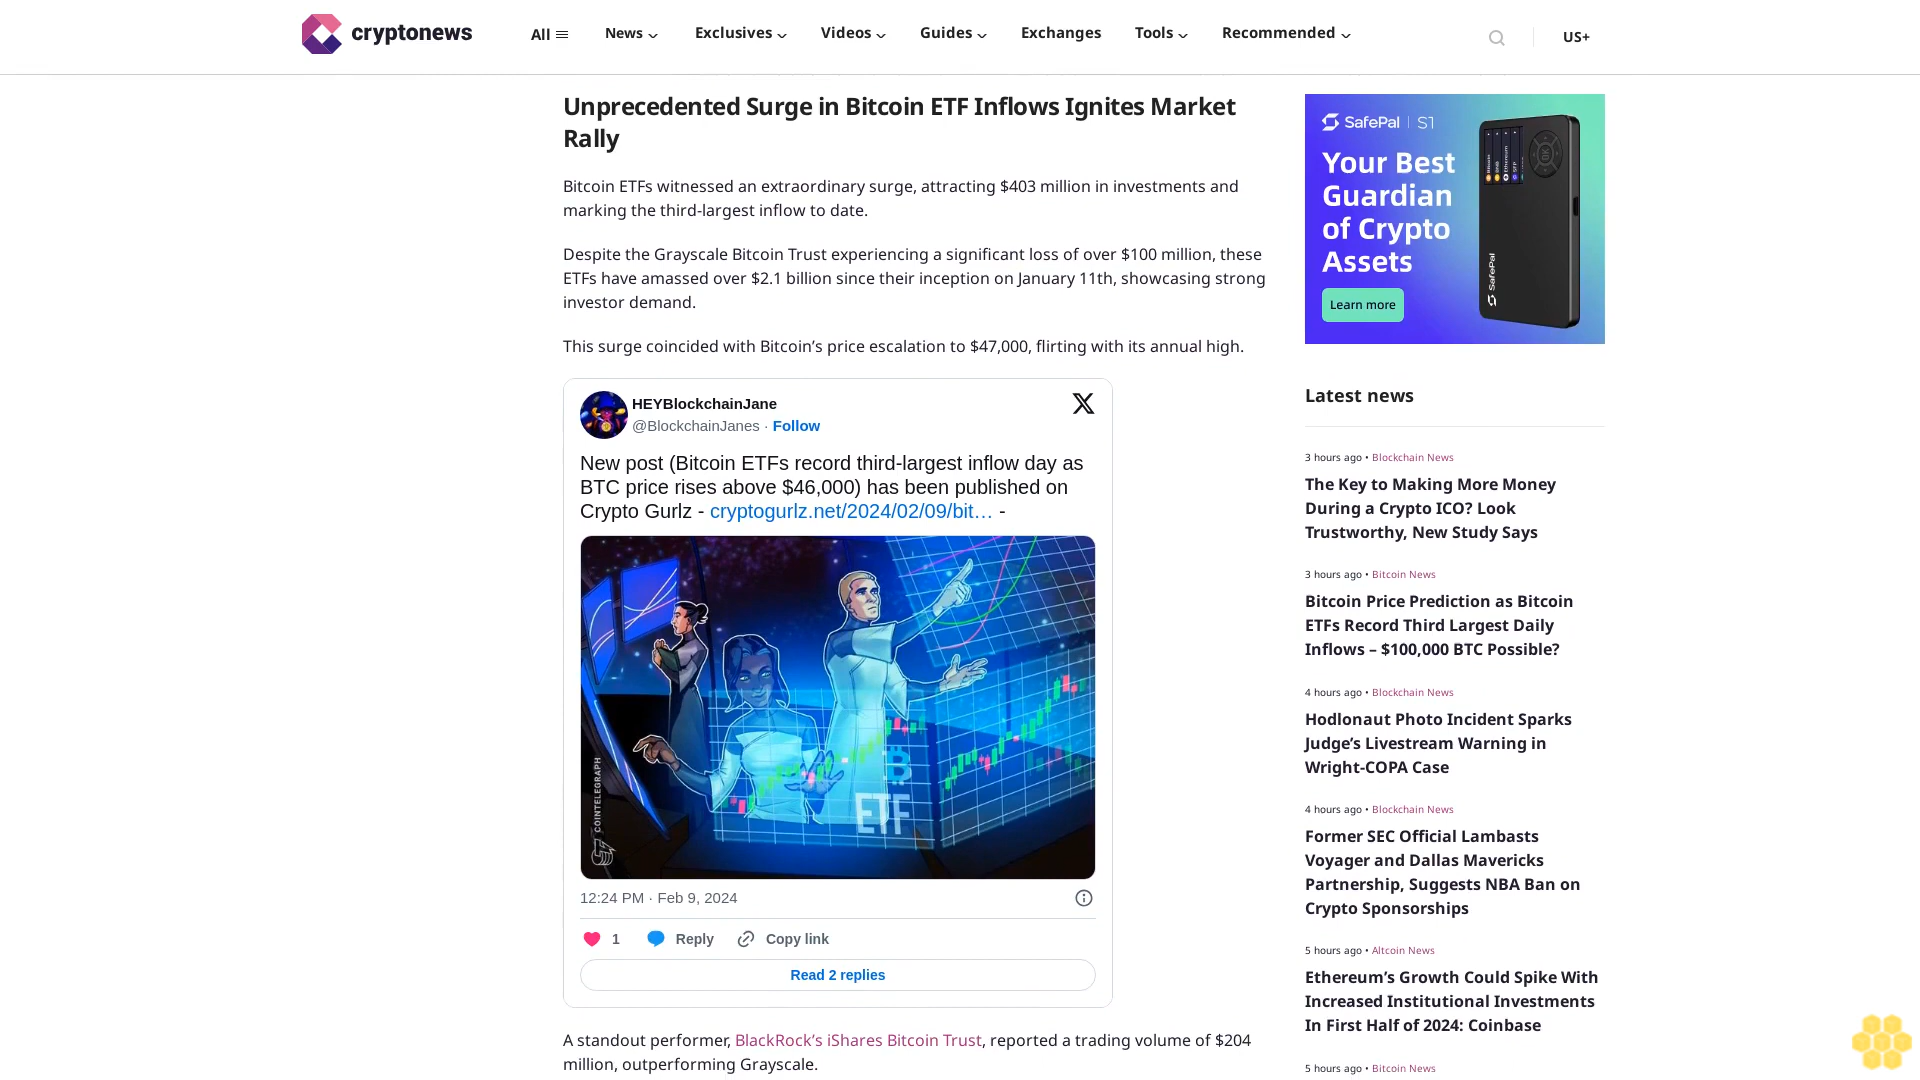 cryptonews
All
News
Exclusives
Videos
Guides
Exchanges
Tools
Recommended
US+
Unprecedented Surge in Bitcoin ETF Inflows Ignites Market
Rally
Bitcoin ETFs witnessed an extraordinary surge, attracting $403 million in investments and
marking the third-largest inflow to date.
Despite the Grayscale Bitcoin Trust experiencing a significant loss of over $100 million, these
ETFs have amassed over $2.1 billion since their inception on January 11th, showcasing strong
investor demand.
This surge coincided with Bitcoin’s price escalation to $47,000, flirting with its annual high.
HEYBlockchainJane
@BlockchainJanes · Follow
New post (Bitcoin ETFs record third-largest inflow day as
BTC price rises above $46,000) has been published on
Crypto Gurlz - cryptogurlz.net/2024/02/09/bit… -
COINTELEGRAPH
ETF
12:24 PM · Feb 9, 2024
1
Reply
Copy link
Read 2 replies
A standout performer, BlackRock’s iShares Bitcoin Trust, reported a trading volume of $204
million, outperforming Grayscale.
SafePal | S1
Your Best
Guardian
of Crypto
Assets
Learn more
SafePal
OK
Latest news
3 hours ago • Blockchain News
The Key to Making More Money
During a Crypto ICO? Look
Trustworthy, New Study Says
3 hours ago • Bitcoin News
Bitcoin Price Prediction as Bitcoin
ETFs Record Third Largest Daily
Inflows – $100,000 BTC Possible?
4 hours ago • Blockchain News
Hodlonaut Photo Incident Sparks
Judge’s Livestream Warning in
Wright-COPA Case
4 hours ago • Blockchain News
Former SEC Official Lambasts
Voyager and Dallas Mavericks
Partnership, Suggests NBA Ban on
Crypto Sponsorships
5 hours ago • Altcoin News
Ethereum’s Growth Could Spike With
Increased Institutional Investments
In First Half of 2024: Coinbase
5 hours ago • Bitcoin News